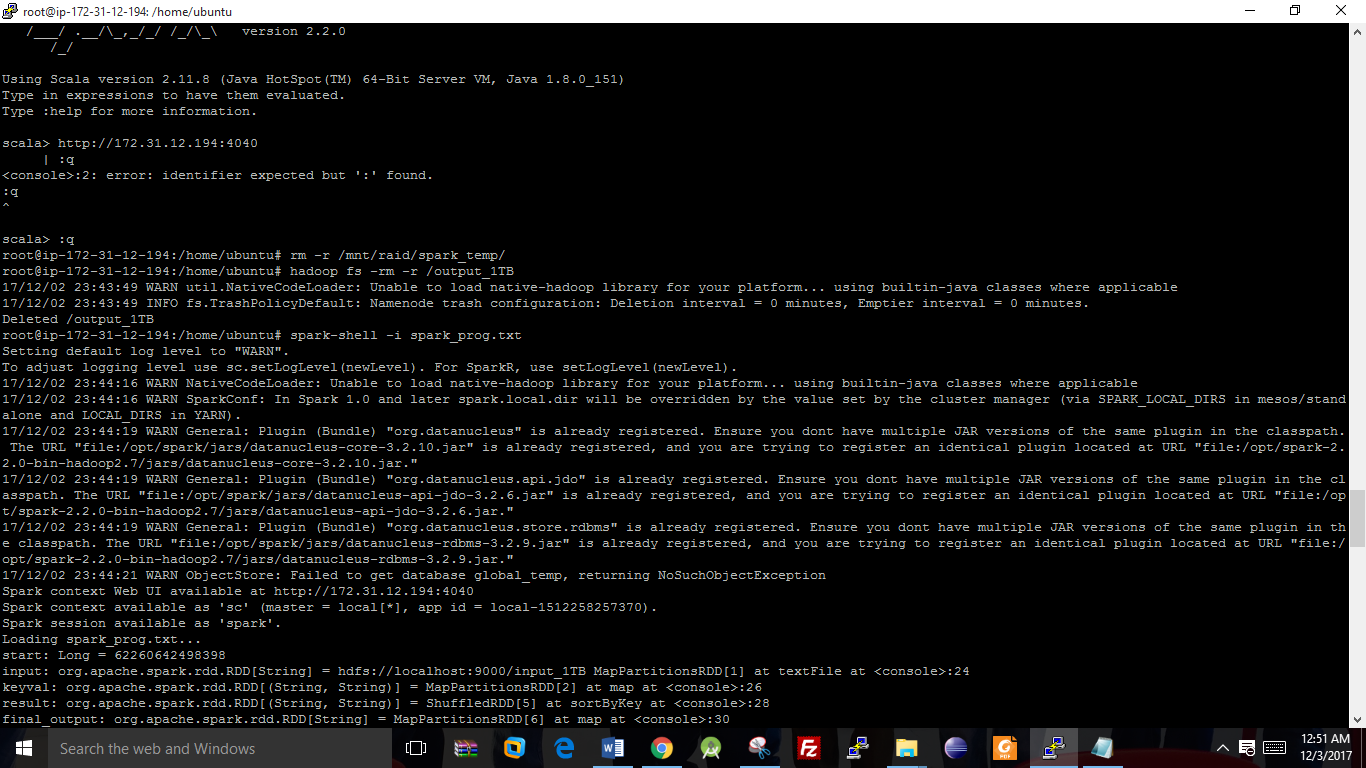 root@ip-172-31-12-194: /home/ubuntu
/___/ .__/\_,_/_/ /_/\_\   version 2.2.0
/_/
Using Scala version 2.11.8 (Java HotSpot(TM) 64-Bit Server VM, Java 1.8.0_151)
Type in expressions to have them evaluated.
Type :help for more information.
scala> http://172.31.12.194:4040
| :q
<console>:2: error: identifier expected but ':' found.
:q
^
scala> :q
root@ip-172-31-12-194:/home/ubuntu# rm -r /mnt/raid/spark_temp/
root@ip-172-31-12-194:/home/ubuntu# hadoop fs -rm -r /output_1TB
17/12/02 23:43:49 WARN util.NativeCodeLoader: Unable to load native-hadoop library for your platform... using builtin-java classes where applicable
17/12/02 23:43:49 INFO fs.TrashPolicyDefault: Namenode trash configuration: Deletion interval = 0 minutes, Emptier interval = 0 minutes.
Deleted /output_1TB
root@ip-172-31-12-194:/home/ubuntu# spark-shell -i spark_prog.txt
Setting default log level to "WARN".
To adjust logging level use sc.setLogLevel(newLevel). For SparkR, use setLogLevel(newLevel).
17/12/02 23:44:16 WARN NativeCodeLoader: Unable to load native-hadoop library for your platform... using builtin-java classes where applicable
17/12/02 23:44:16 WARN SparkConf: In Spark 1.0 and later spark.local.dir will be overridden by the value set by the cluster manager (via SPARK_LOCAL_DIRS in mesos/stand
alone and LOCAL_DIRS in YARN).
17/12/02 23:44:19 WARN General: Plugin (Bundle) "org.datanucleus" is already registered. Ensure you dont have multiple JAR versions of the same plugin in the classpath.
The URL "file:/opt/spark/jars/datanucleus-core-3.2.10.jar" is already registered, and you are trying to register an identical plugin located at URL "file:/opt/spark-2.
2.0-bin-hadoop2.7/jars/datanucleus-core-3.2.10.jar."
17/12/02 23:44:19 WARN General: Plugin (Bundle) "org.datanucleus.api.jdo" is already registered. Ensure you dont have multiple JAR versions of the same plugin in the cl
asspath. The URL "file:/opt/spark/jars/datanucleus-api-jdo-3.2.6.jar" is already registered, and you are trying to register an identical plugin located at URL "file:/op
t/spark-2.2.0-bin-hadoop2.7/jars/datanucleus-api-jdo-3.2.6.jar."
17/12/02 23:44:19 WARN General: Plugin (Bundle) "org.datanucleus.store.rdbms" is already registered. Ensure you dont have multiple JAR versions of the same plugin in th
e classpath. The URL "file:/opt/spark/jars/datanucleus-rdbms-3.2.9.jar" is already registered, and you are trying to register an identical plugin located at URL "file:/
opt/spark-2.2.0-bin-hadoop2.7/jars/datanucleus-rdbms-3.2.9.jar."
17/12/02 23:44:21 WARN ObjectStore: Failed to get database global_temp, returning NoSuchObjectException
Spark context Web UI available at http://172.31.12.194:4040
Spark context available as 'sc' (master = local[*], app id = local-1512258257370).
Spark session available as 'spark'.
Loading spark_prog.txt...
start: Long = 62260642498398
input: org.apache.spark.rdd.RDD[String] = hdfs://localhost:9000/input_1TB MapPartitionsRDD[1] at textFile at <console>:24
keyval: org.apache.spark.rdd.RDD[(String, String)] = MapPartitionsRDD[2] at map at <console>:26
result: org.apache.spark.rdd.RDD[(String, String)] = ShuffledRDD[5] at sortByKey at <console>:28
final_output: org.apache.spark.rdd.RDD[String] = MapPartitionsRDD[6] at map at <console>:30
Search the web and Windows
12:51 AM
12/3/2017